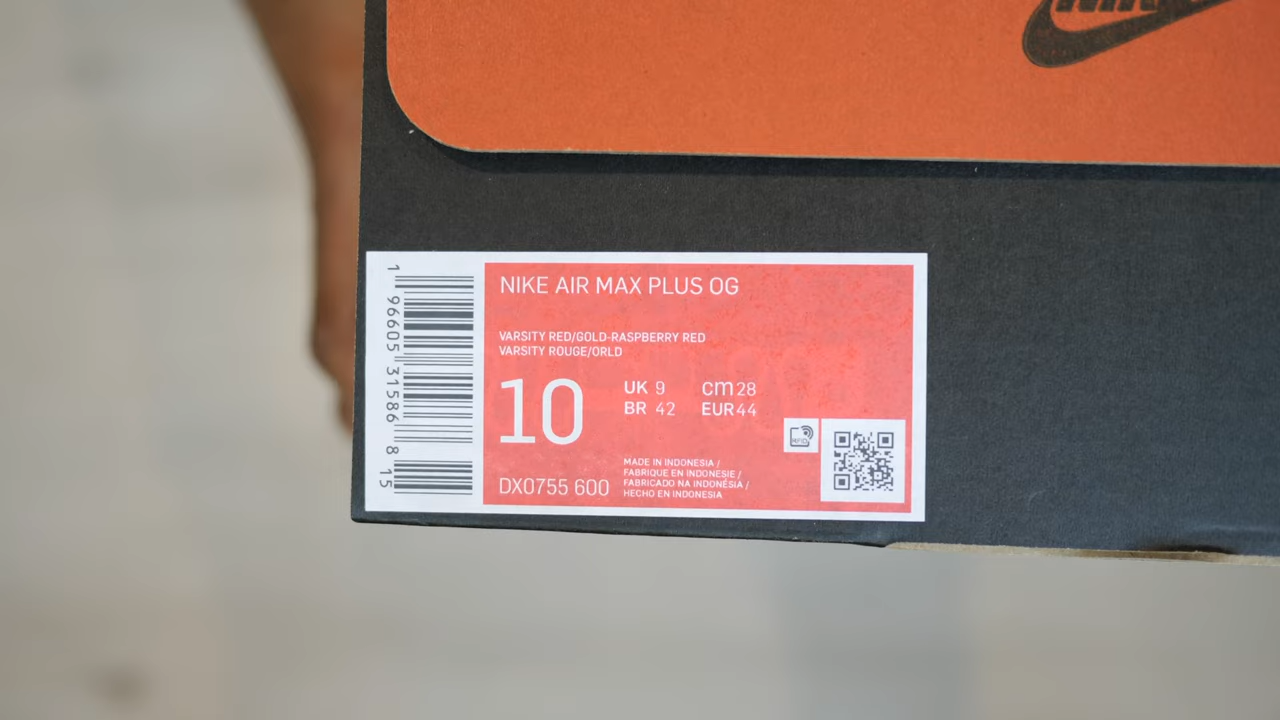 NIKE AIR MAX PLUS OG
VARSITY RED/GOLD-RASPBERRY RED
VARSITY ROUGE/ORLD
10
UK 9 cm 28
BR 42 EUR 44
DX0755 600
MADE IN INDONESIA /
FABRIQUE EN INDONESIE /
FABRICADO NA INDONÉSIA /
HECHO EN INDONESIA
RFID
1 96605 31586 8 15